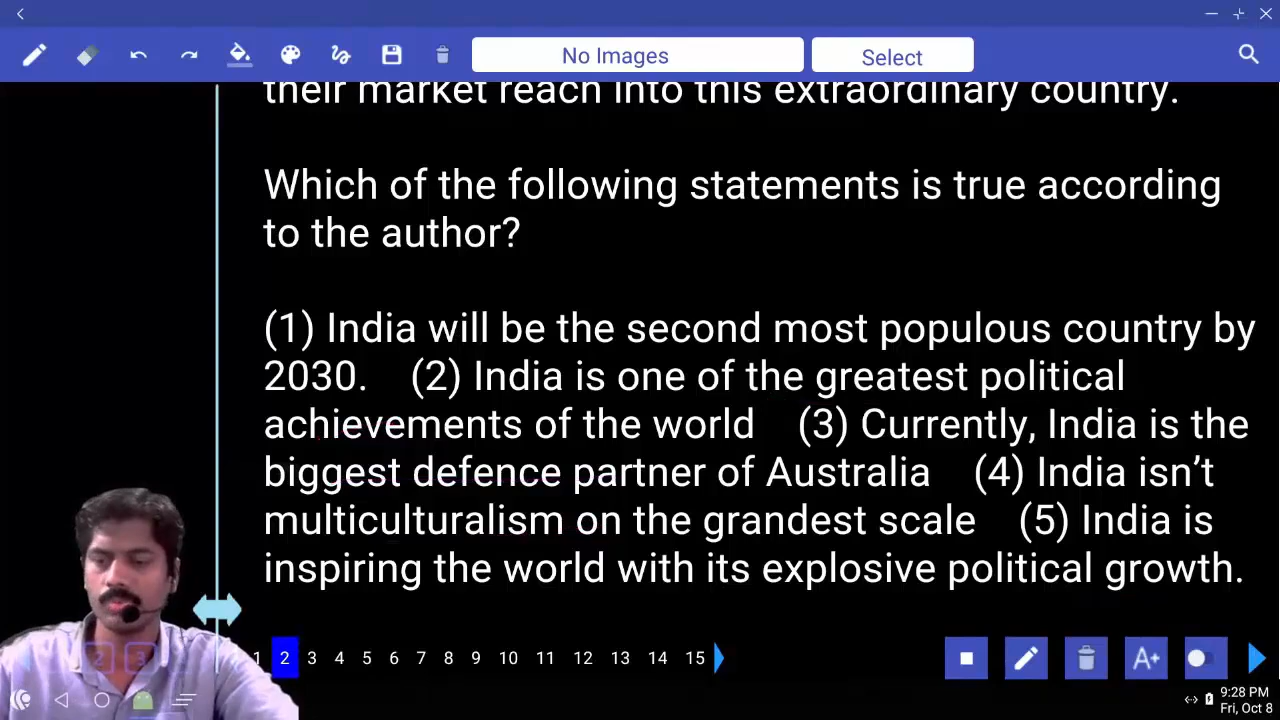 No Images
Select
their market reach into this extraordinary country.
Which of the following statements is true according
to the author?
(1) India will be the second most populous country by
2030. (2) India is one of the greatest political
achievements of the world (3) Currently, India is the
biggest defence partner of Australia (4) India isn’t
multiculturalism on the grandest scale (5) India is
inspiring the world with its explosive political growth.
1 2 3 4 5 6 7 8 9 10 11 12 13 14 15
A+
2 3
9:28 PM
Fri, Oct 8